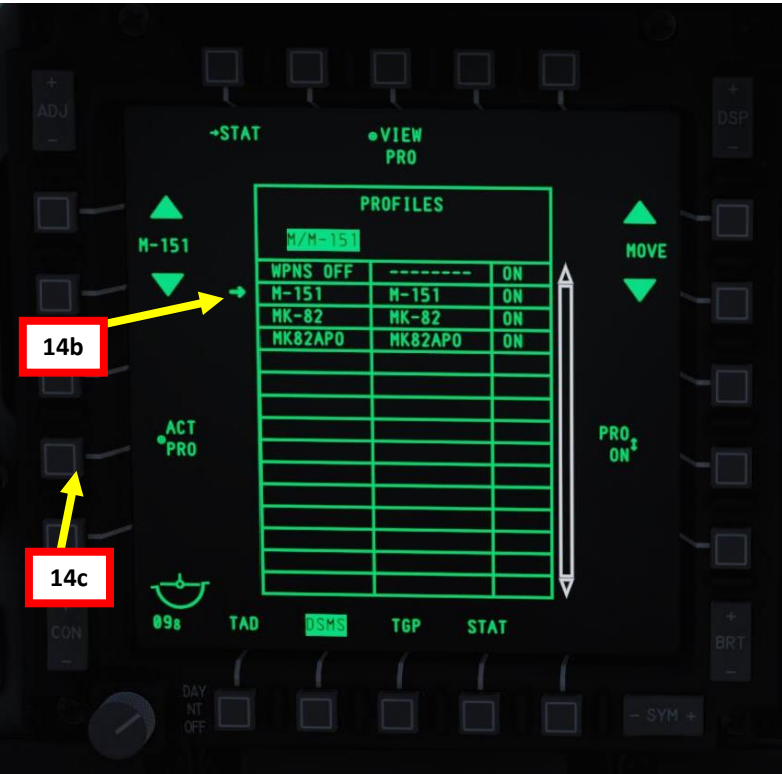 +
ADJ
-
+
DSP
-
→STAT
VIEW
PRO
M-151
PROFILES
M/M-151
MOVE
WPNS OFF -------- ON
M-151 M-151 ON
MK-82 MK-82 ON
MK82AP0 MK82AP0 ON
14b
ACT
PRO
PRO
ON
14c
098 TAD DSMS TGP STAT
+
CON
-
+
BRT
-
DAY
NT
OFF
- SYM +